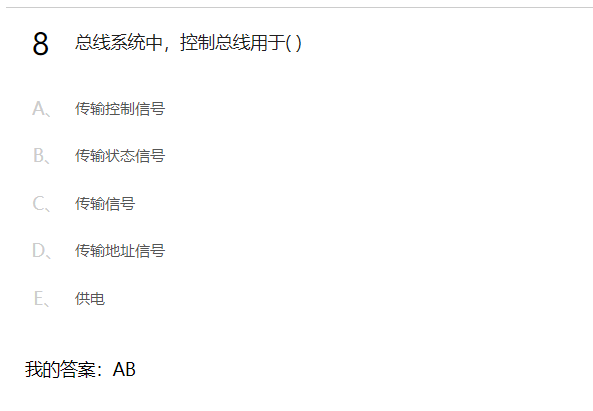 8 总线系统中，控制总线用于( )
A、 传输控制信号
B、 传输状态信号
C、 传输信号
D、 传输地址信号
E、 供电
我的答案：AB